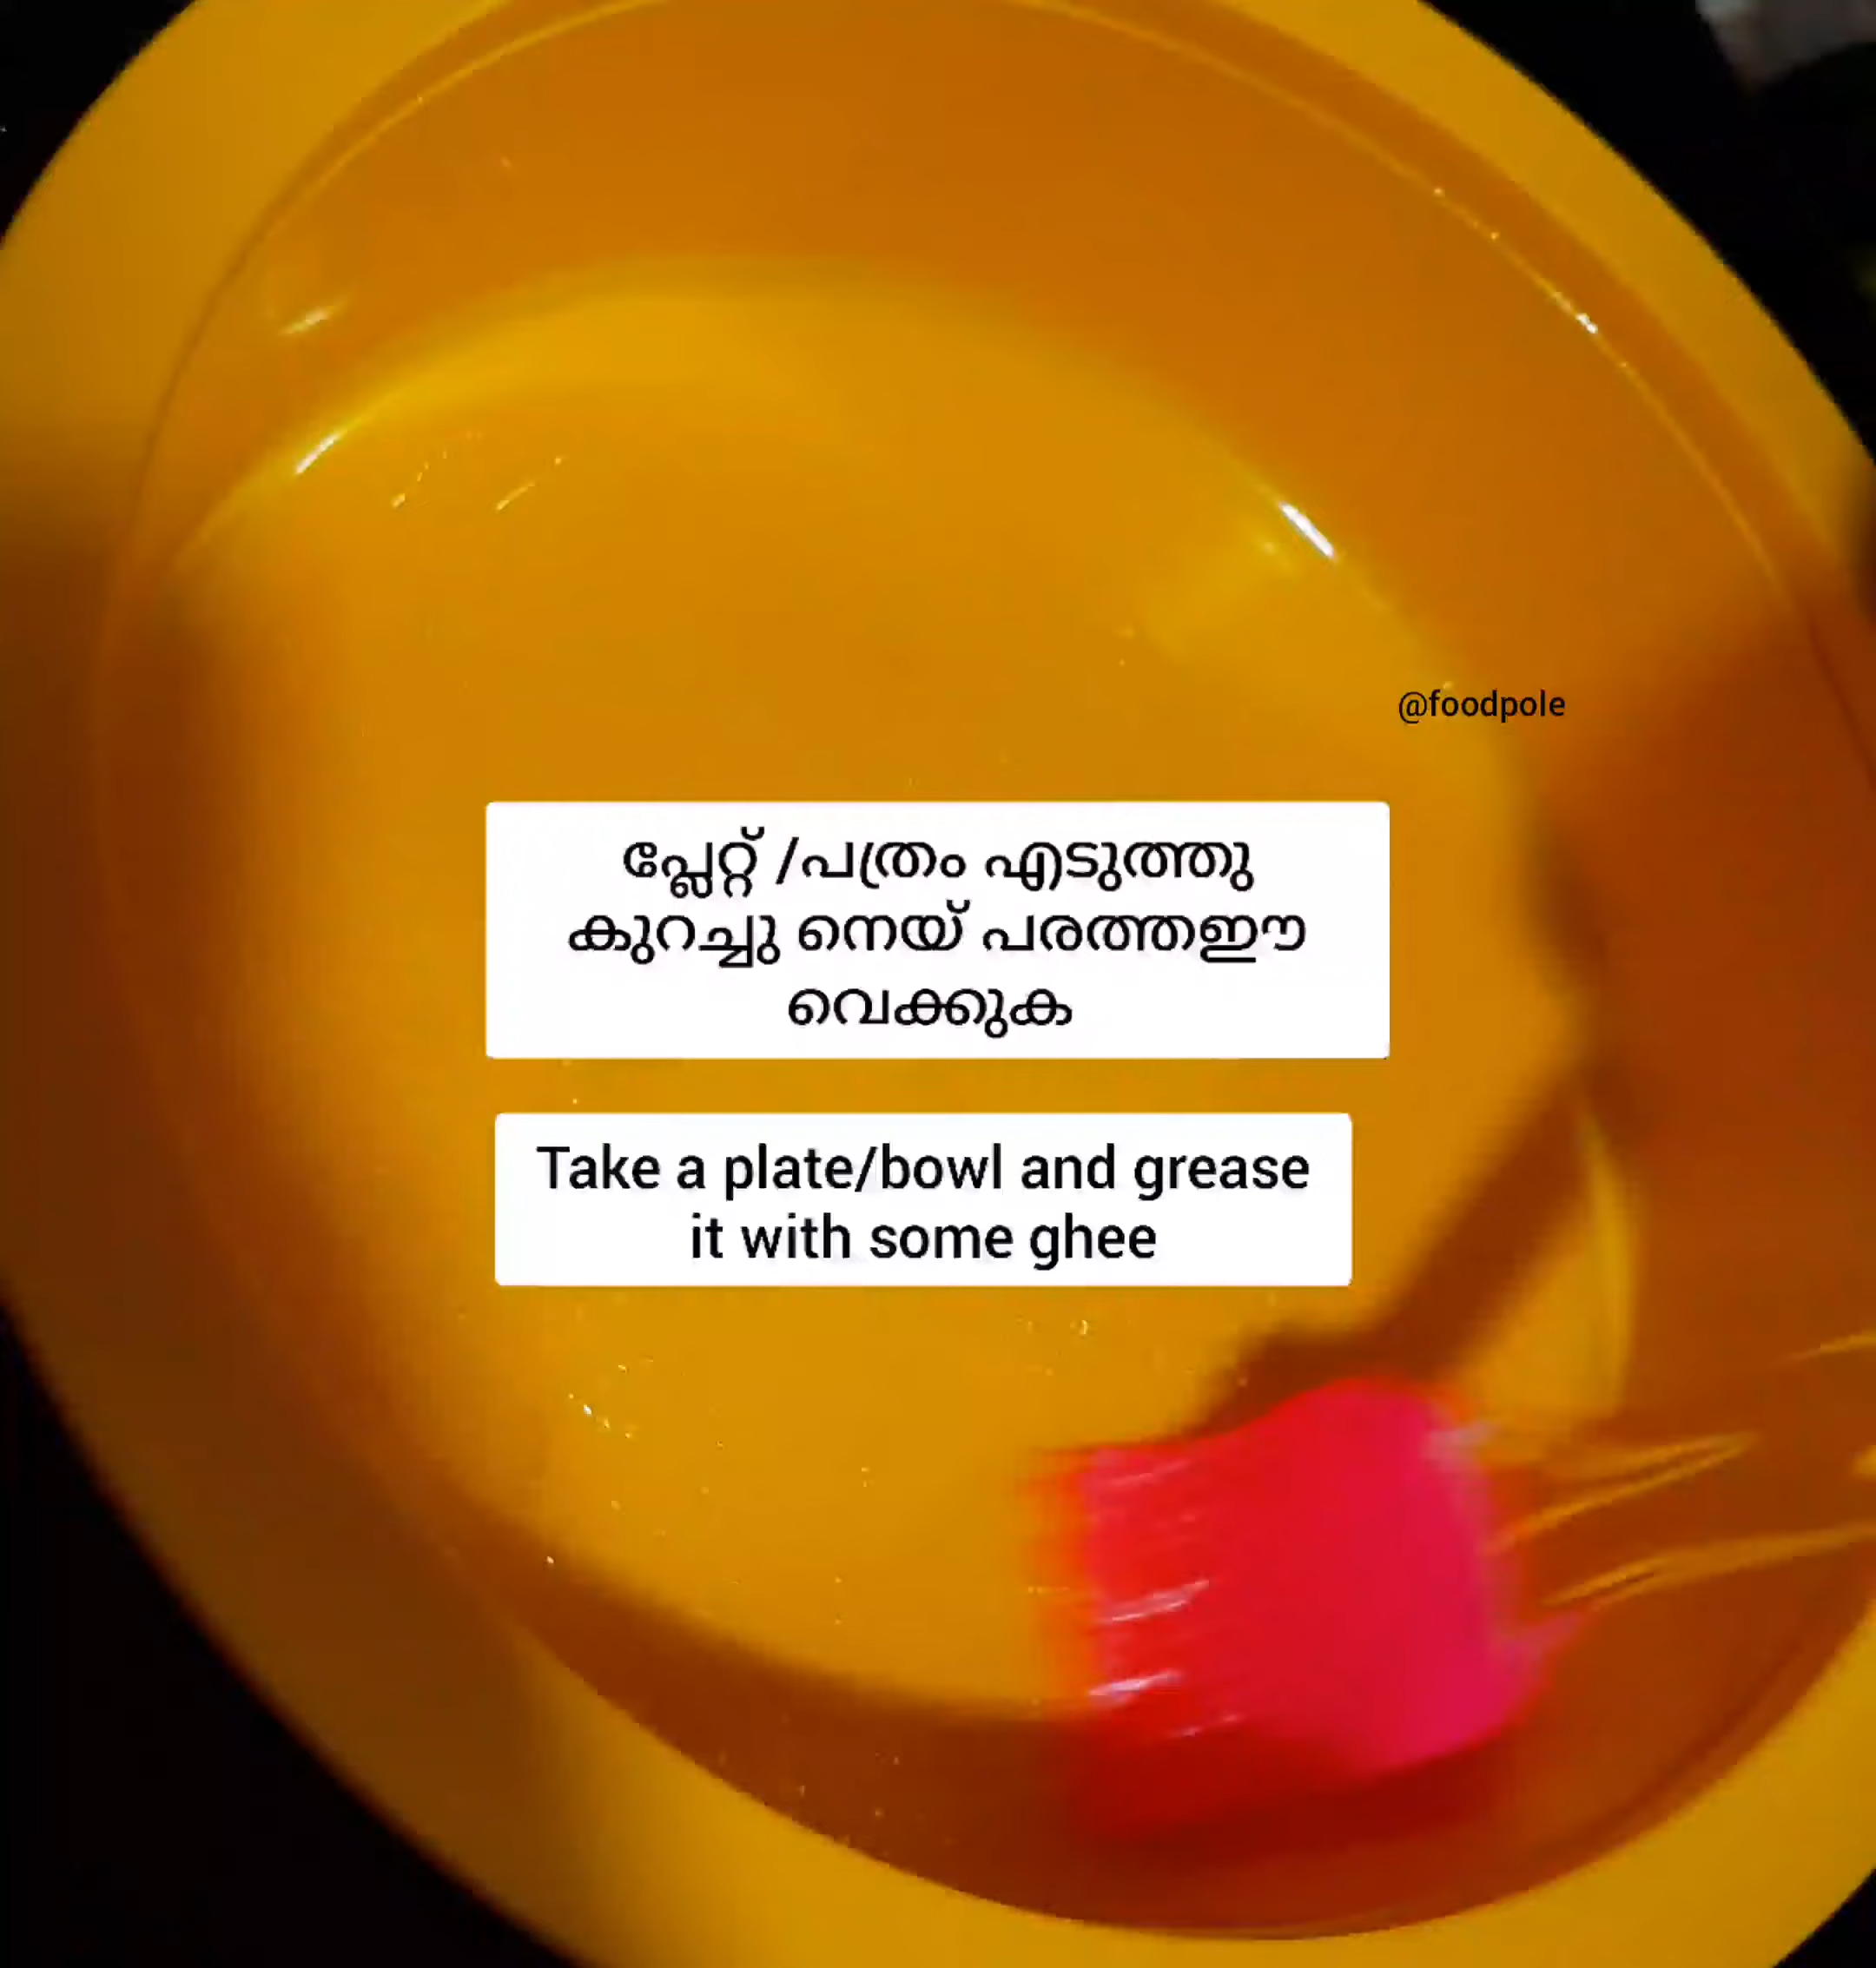 @foodpole
പ്ലേറ്റ് /പത്രം എടുത്തു
കുറച്ചു നെയ് പരത്തഈ
വെക്കുക
Take a plate/bowl and grease
it with some ghee